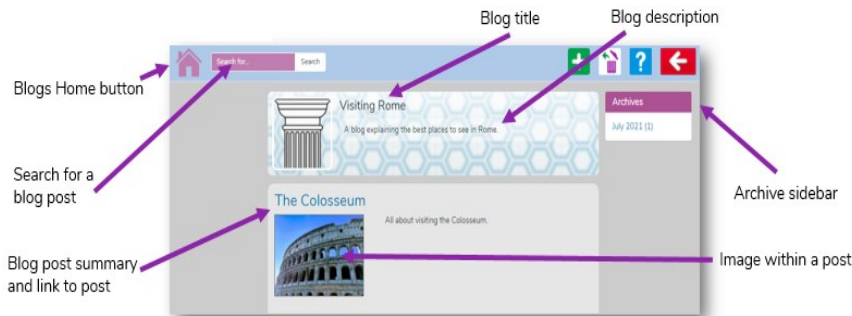 Blog title
Blog description
Blogs Home button
Search for...
Search
?
Visiting Rome
A blog explaining the best places to see in Rome.
Archives
July 2021 (1)
Search for a
blog post
Archive sidebar
The Colosseum
All about visiting the Colosseum.
Blog post summary
and link to post
Image within a post